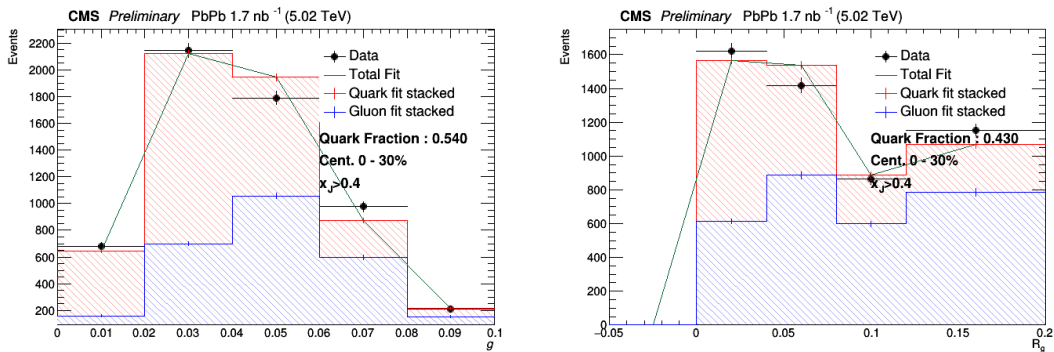 CMS Preliminary PbPb 1.7 nb -1 (5.02 TeV)
Events
2200
2000
1800
1600
1400
1200
1000
800
600
400
200
Data
Total Fit
Quark fit stacked
Gluon fit stacked
Quark Fraction : 0.540
Cent. 0 - 30%
xJ>0.4
0 0.01 0.02 0.03 0.04 0.05 0.06 0.07 0.08 0.09 0.1
g
CMS Preliminary PbPb 1.7 nb -1 (5.02 TeV)
Events
1600
1400
1200
1000
800
600
400
200
0
Data
Total Fit
Quark fit stacked
Gluon fit stacked
Quark Fraction : 0.430
Cent. 0 - 30%
xJ>0.4
-0.05 0 0.05 0.1 0.15 0.2
Rg